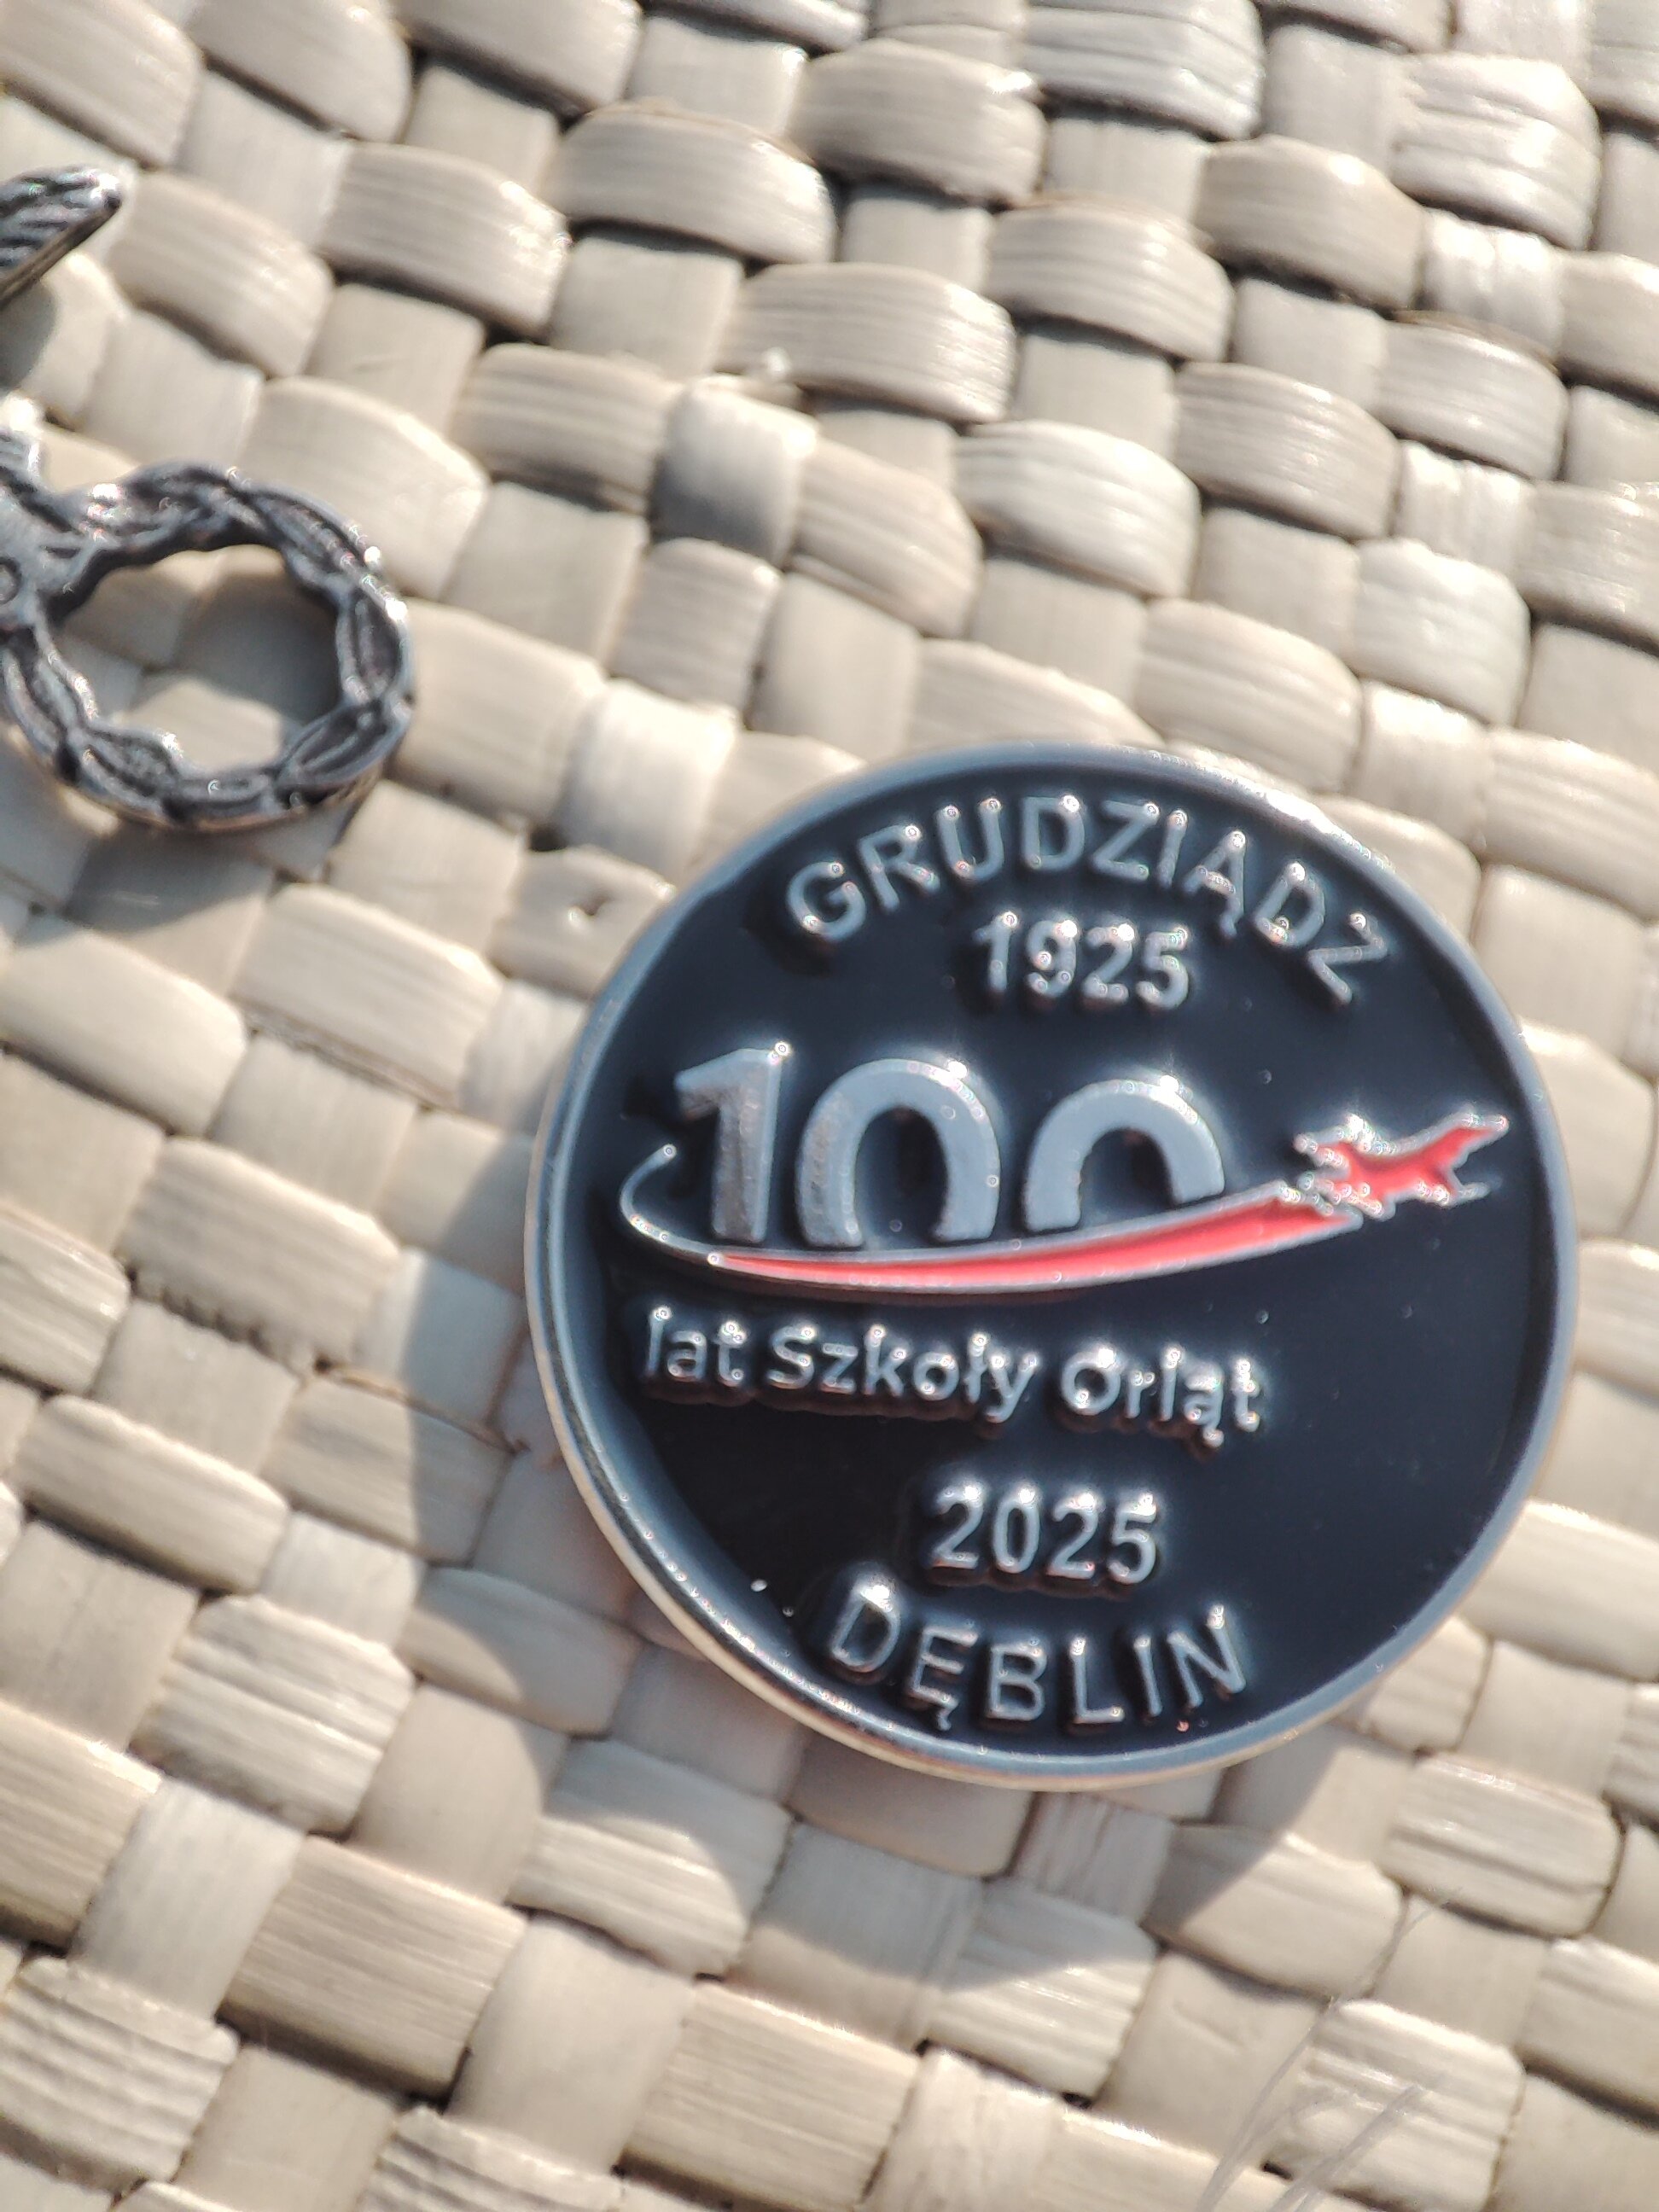 GRUDZIĄDZ
1925
100
lat Szkoły Orląt
2025
DĘBLIN